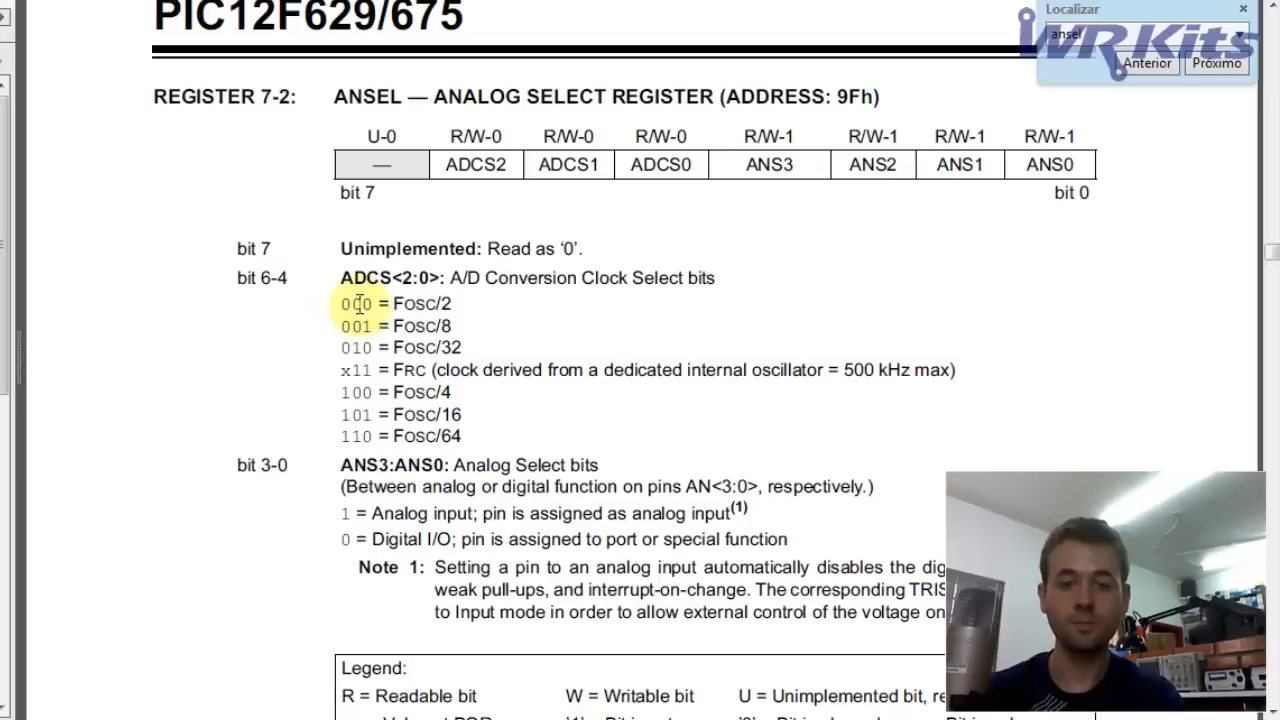 PIC12F629/675
Localizar
ansel
WR Kits
Anterior
Próximo
REGISTER 7-2: ANSEL — ANALOG SELECT REGISTER (ADDRESS: 9Fh)
U-0 R/W-0 R/W-0 R/W-0 R/W-1 R/W-1 R/W-1 R/W-1
— ADCS2 ADCS1 ADCS0 ANS3 ANS2 ANS1 ANS0
bit 7 bit 0
bit 7 Unimplemented: Read as ‘0’.
bit 6-4 ADCS<2:0>: A/D Conversion Clock Select bits
000 = FOSC/2
001 = FOSC/8
010 = FOSC/32
x11 = FRC (clock derived from a dedicated internal oscillator = 500 kHz max)
100 = FOSC/4
101 = FOSC/16
110 = FOSC/64
bit 3-0 ANS3:ANS0: Analog Select bits
(Between analog or digital function on pins AN<3:0>, respectively.)
1 = Analog input; pin is assigned as analog input(1)
0 = Digital I/O; pin is assigned to port or special function
Note 1: Setting a pin to an analog input automatically disables the dig
weak pull-ups, and interrupt-on-change. The corresponding TRIS
to Input mode in order to allow external control of the voltage on
Legend:
R = Readable bit W = Writable bit U = Unimplemented bit, re